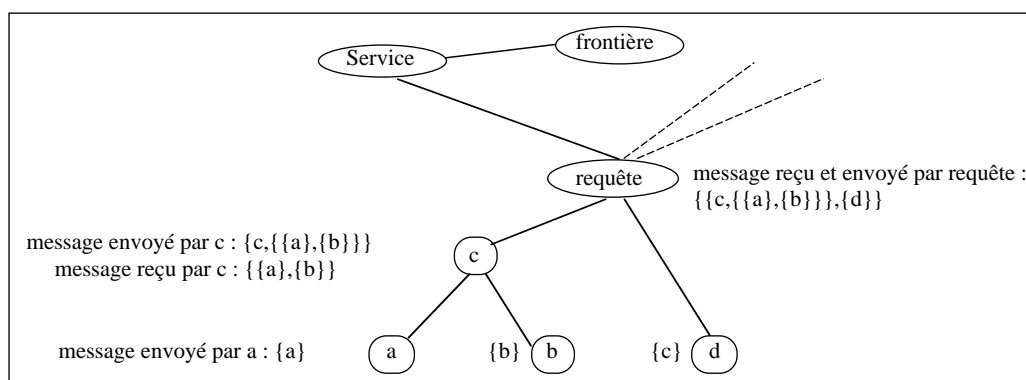 frontière
Service
requête
message reçu et envoyé par requête :
{{c,{{a},{b}}},{d}}
message envoyé par c : {c,{{a},{b}}}
message reçu par c : {{a},{b}}
c
message envoyé par a : {a}
a
{b}
b
{c}
d